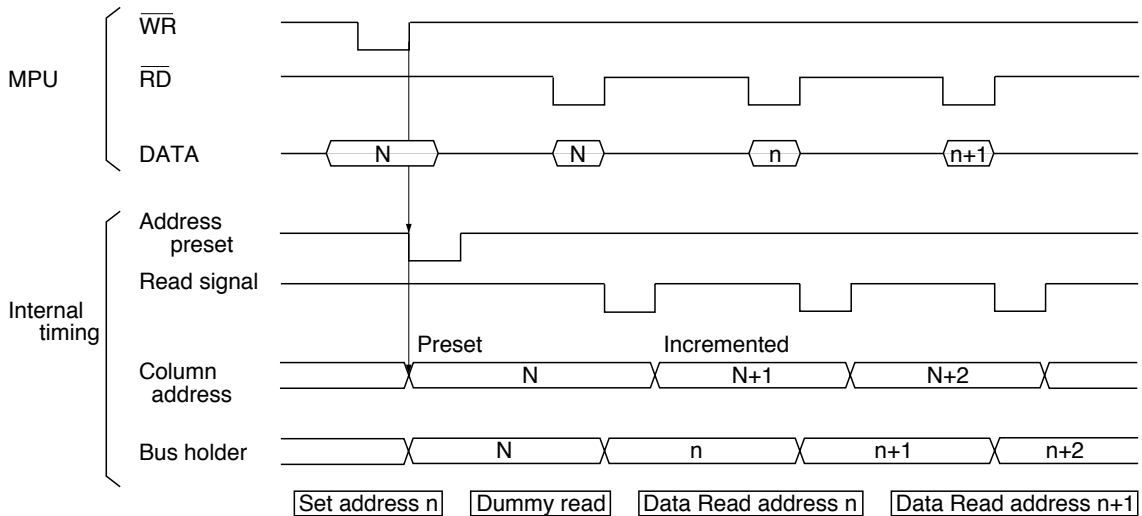 MPU
WR
RD
DATA N N n n+1
Internal
timing
Address
preset
Read signal
Preset Incremented
Column
address
N N+1 N+2
Bus holder N n n+1 n+2
Set address n Dummy read Data Read address n Data Read address n+1